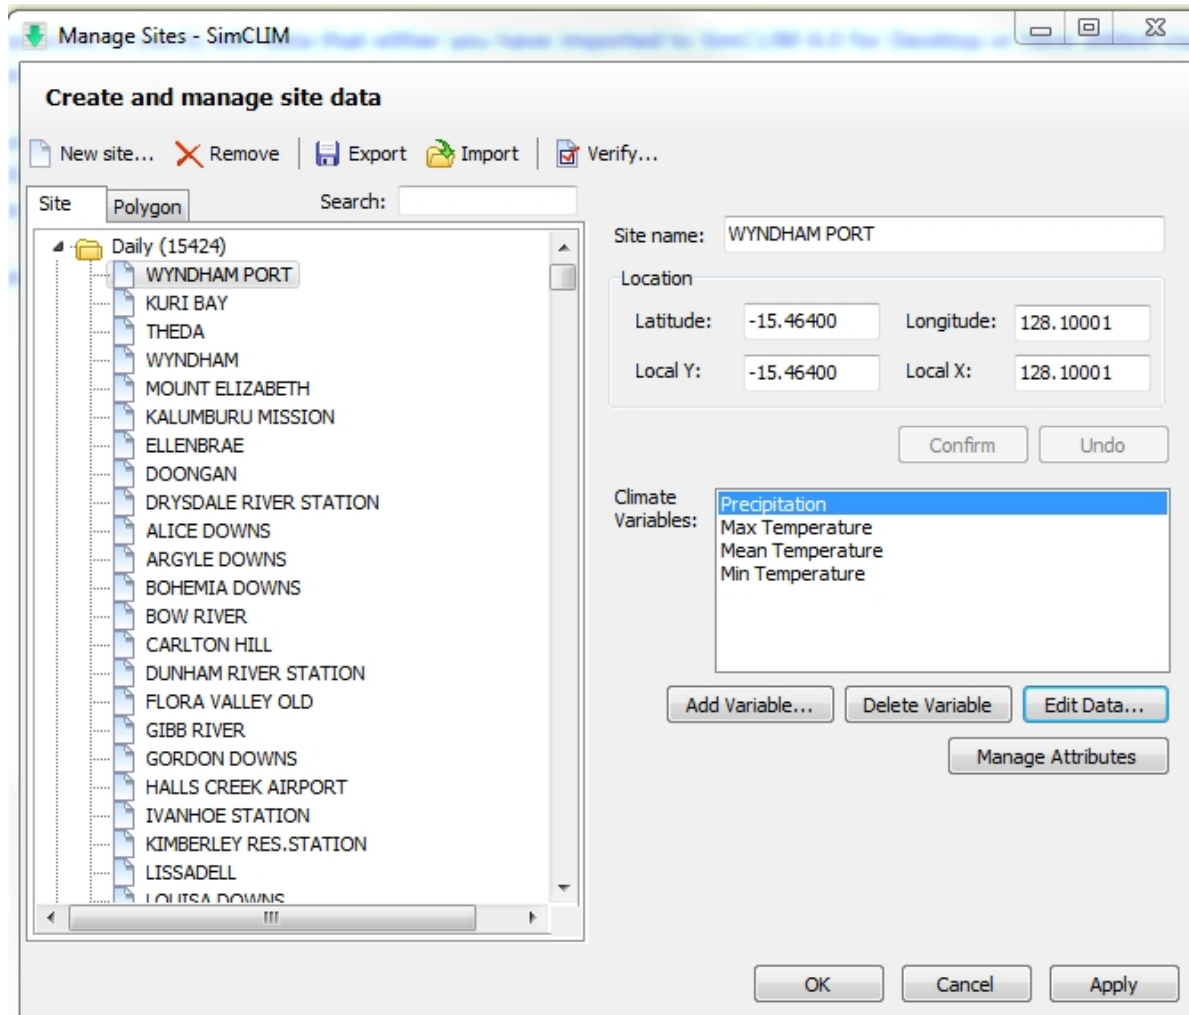 Manage Sites - SimCLIM
Create and manage site data
New site... Remove Export Import Verify...
Site Polygon Search:
Daily (15424)
WYNDHAM PORT
KURI BAY
THEDA
WYNDHAM
MOUNT ELIZABETH
KALUMBURU MISSION
ELLENBRAE
DOONGAN
DRYSDALE RIVER STATION
ALICE DOWNS
ARGYLE DOWNS
BOHEMIA DOWNS
BOW RIVER
CARLTON HILL
DUNHAM RIVER STATION
FLORA VALLEY OLD
GIBB RIVER
GORDON DOWNS
HALLS CREEK AIRPORT
IVANHOE STATION
KIMBERLEY RES.STATION
LISSADELL
LOUISA DOWNS
Site name: WYNDHAM PORT
Location
Latitude: -15.46400 Longitude: 128.10001
Local Y: -15.46400 Local X: 128.10001
Confirm Undo
Climate
Variables:
Precipitation
Max Temperature
Mean Temperature
Min Temperature
Add Variable... Delete Variable Edit Data...
Manage Attributes
OK Cancel Apply